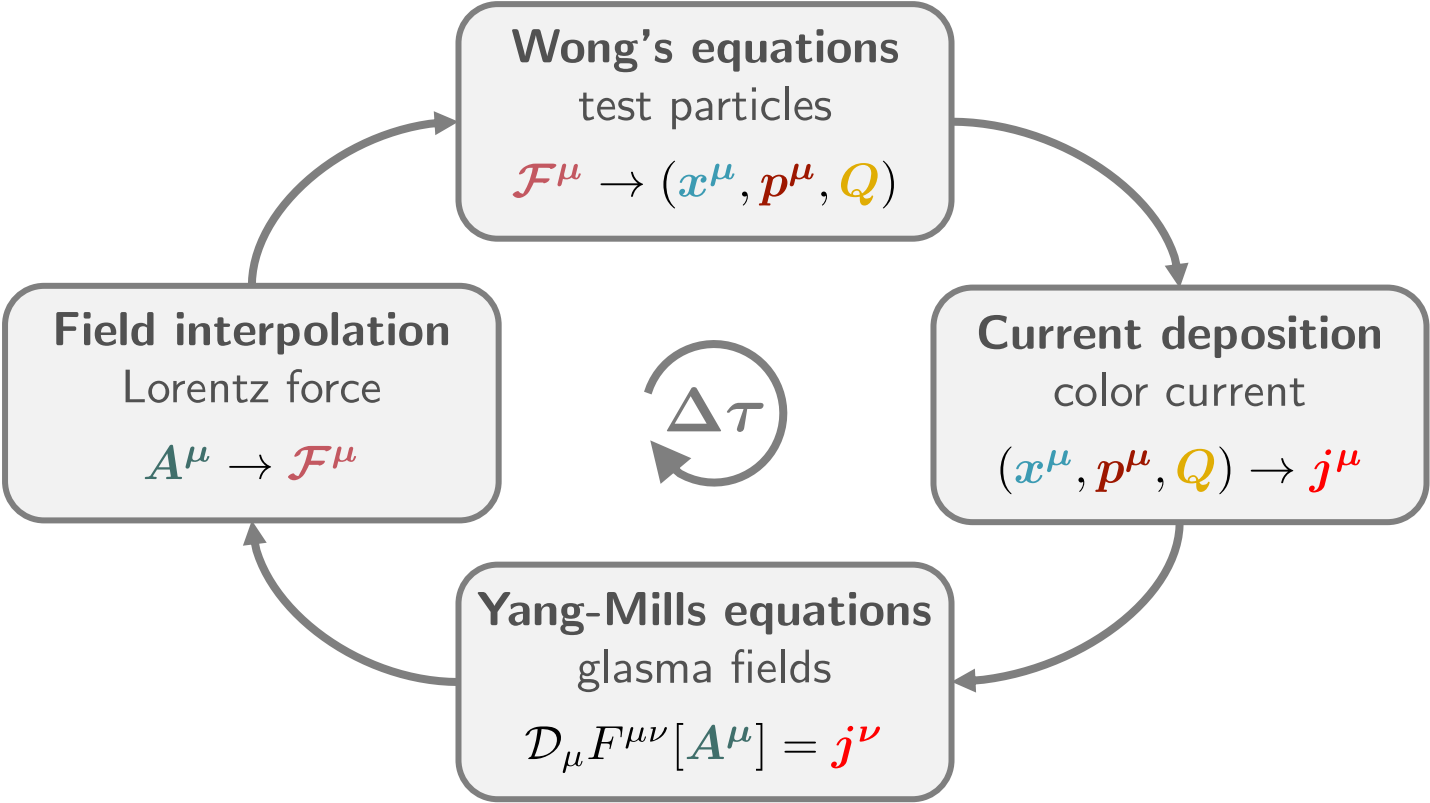 Wong's equations
test particles
𝓕^μ → (x^μ, p^μ, Q)
Field interpolation
Lorentz force
A^μ → 𝓕^μ
Δτ
Current deposition
color current
(x^μ, p^μ, Q) → j^μ
Yang-Mills equations
glasma fields
𝒟_μ F^{μν}[A^μ] = j^ν